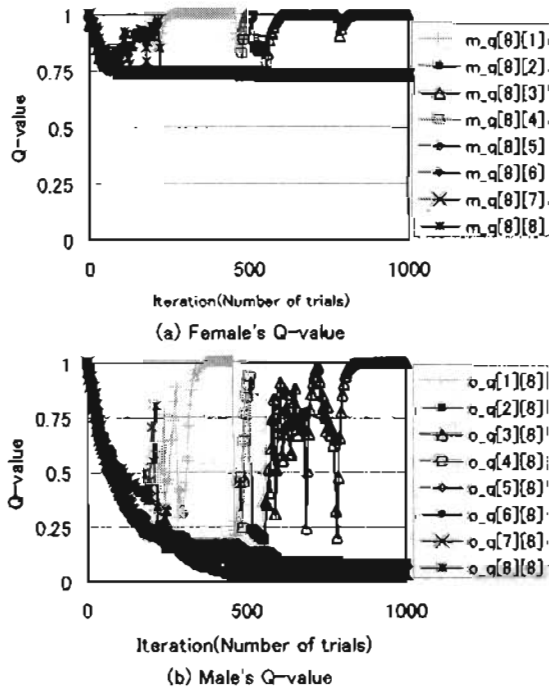 1
0.75
0.5
0.25
0
Q-value
0 500 1000
Iteration(Number of trials)
(a) Female's Q-value
m_q[8][1]
m_q[8][2]
m_q[8][3]
m_q[8][4]
m_q[8][5]
m_q[8][6]
m_q[8][7]
m_q[8][8]
1
0.75
0.5
0.25
0
Q-value
0 500 1000
Iteration(Number of trials)
(b) Male's Q-value
o_q[1][8]
o_q[2][8]
o_q[3][8]
o_q[4][8]
o_q[5][8]
o_q[6][8]
o_q[7][8]
o_q[8][8]